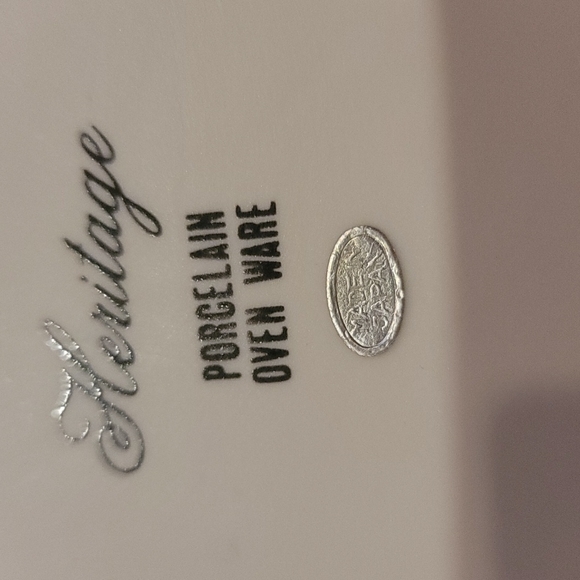 Heritage
PORCELAIN
OVEN WARE
MADE IN
JAPAN